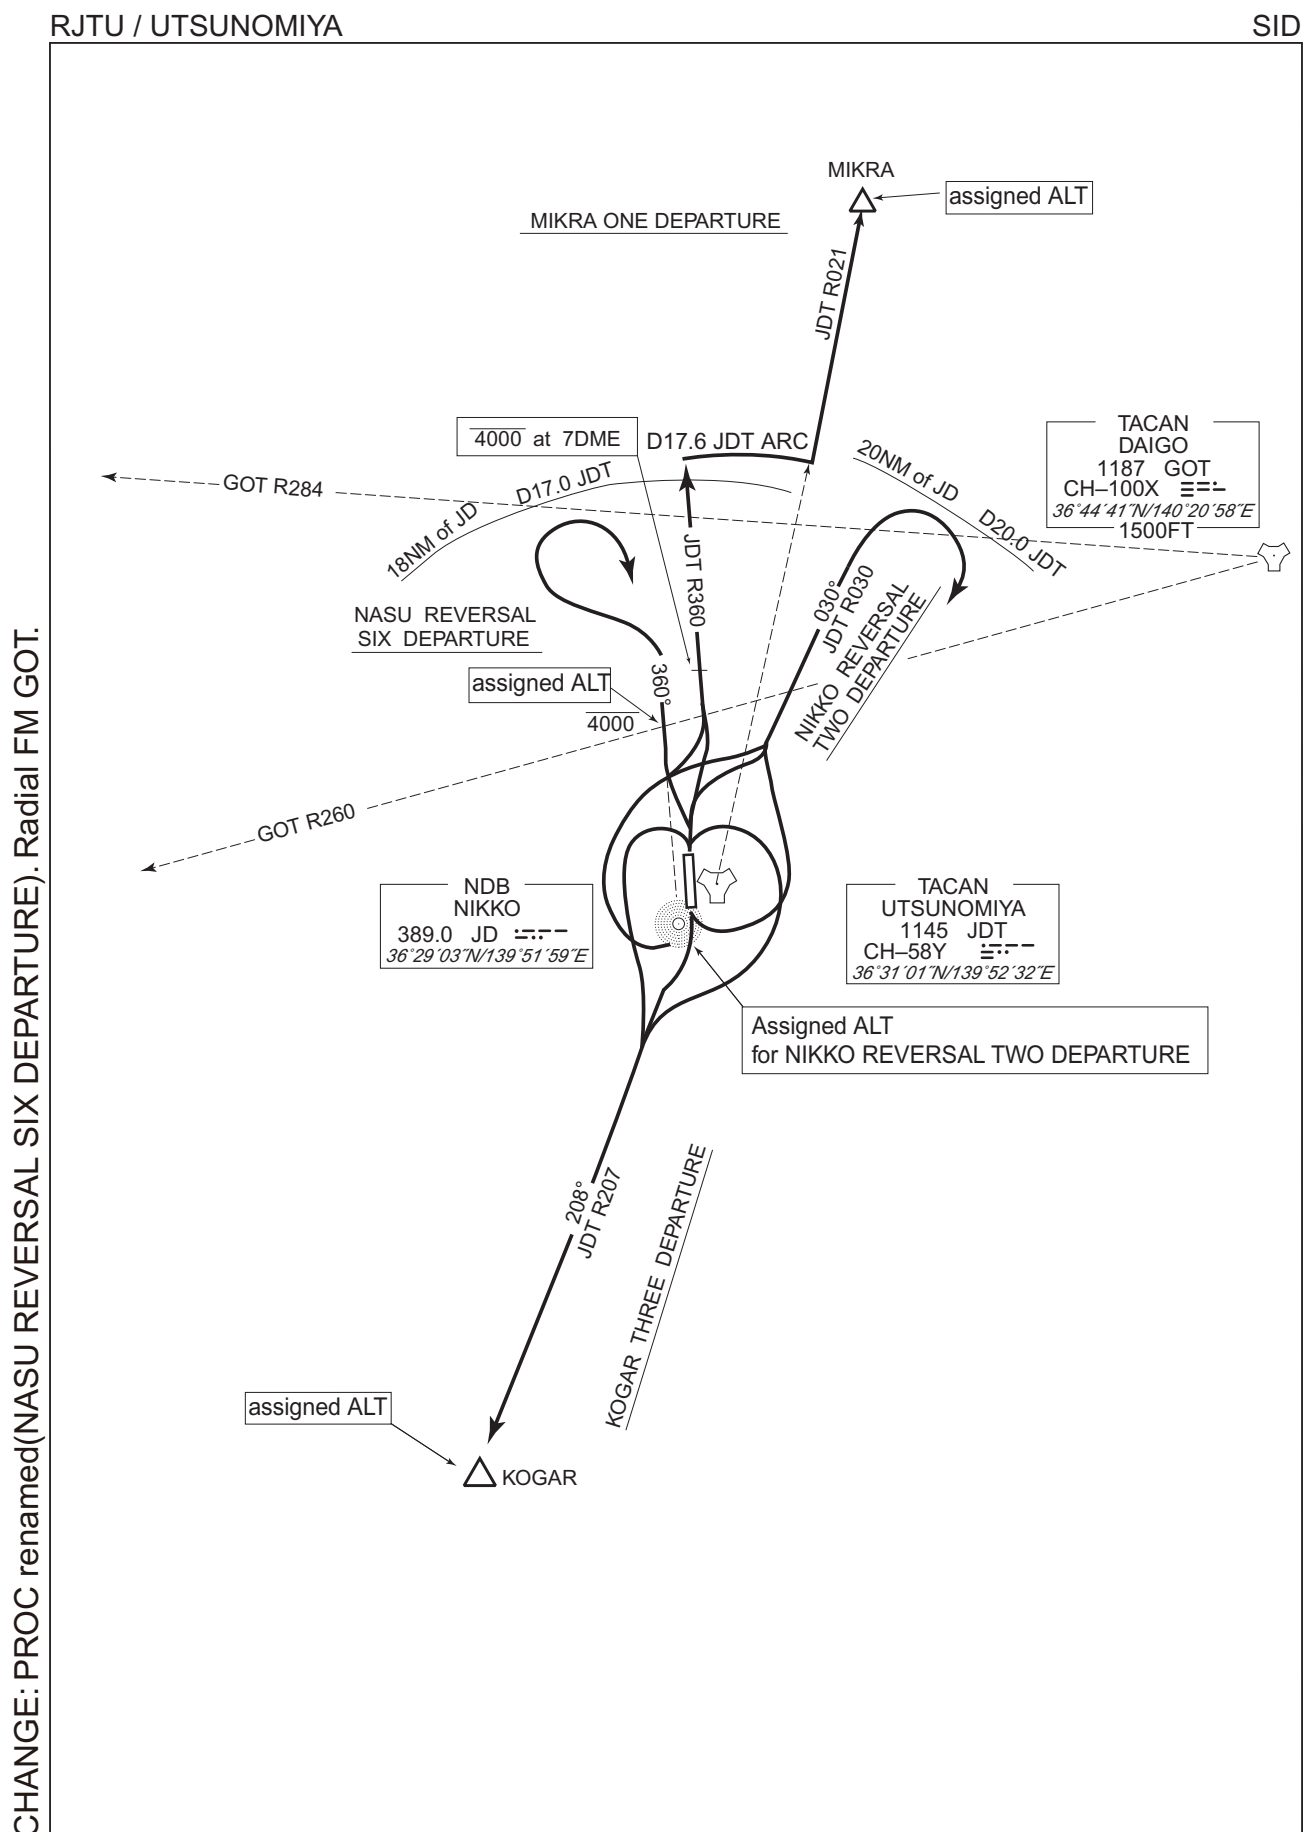 RJTU / UTSUNOMIYA
SID
MIKRA
assigned ALT
MIKRA ONE DEPARTURE
JDT R021
4000 at 7DME
D17.6 JDT ARC
20NM of JD
D20.0 JDT
TACAN
DAIGO
1187 GOT
CH–100X
36°44′41″N/140°20′58″E
1500FT
GOT R284
18NM of JD
D17.0 JDT
JDT R360
030°
JDT R030
NIKKO REVERSAL
TWO DEPARTURE
NASU REVERSAL
SIX DEPARTURE
360°
assigned ALT
4000
GOT R260
NDB
NIKKO
389.0 JD
36°29′03″N/139°51′59″E
TACAN
UTSUNOMIYA
1145 JDT
CH–58Y
36°31′01″N/139°52′32″E
Assigned ALT
for NIKKO REVERSAL TWO DEPARTURE
208°
JDT R207
KOGAR THREE DEPARTURE
assigned ALT
KOGAR
CHANGE: PROC renamed(NASU REVERSAL SIX DEPARTURE). Radial FM GOT.